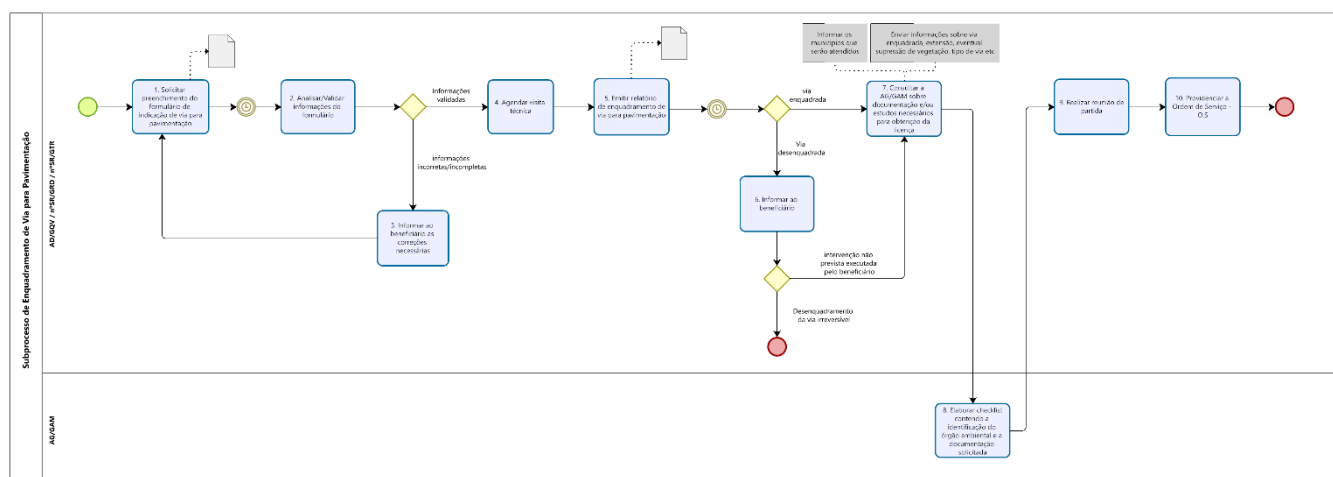 Subprocesso de Enquadramento de Via para Pavimentação
AD/GQV / nºSR/GRD / nºSR/GTR
1. Solicitar
preenchimento do
formulário de
indicação de via para
pavimentação
2. Analisar/Validar
informações do
formulário
Informações
validadas
informações
incorretas/incompletas
3. Informar ao
beneficiário as
correções
necessárias
4. Agendar visita
técnica
5. Emitir relatório
de enquadramento de
via para pavimentação
via
enquadrada
Via
desenquadrada
6. Informar ao
beneficiário
intervenção não
prevista executada
pelo beneficiário
Desenquadramento
da via irreversível
Informar os
municípios que
serão atendidos
Enviar informações sobre via
enquadrada, extensão, eventual
supressão de vegetação, tipo de via etc
7. Consultar a
AG/GAM sobre
documentação e/ou
estudos necessários
para obtenção da
licença
9. Realizar reunião de
partida
10. Providenciar a
Ordem de Serviço -
O.S
AG/GAM
8. Elaborar checklist
contendo a
identificação do
órgão ambiental e a
documentação
solicitada